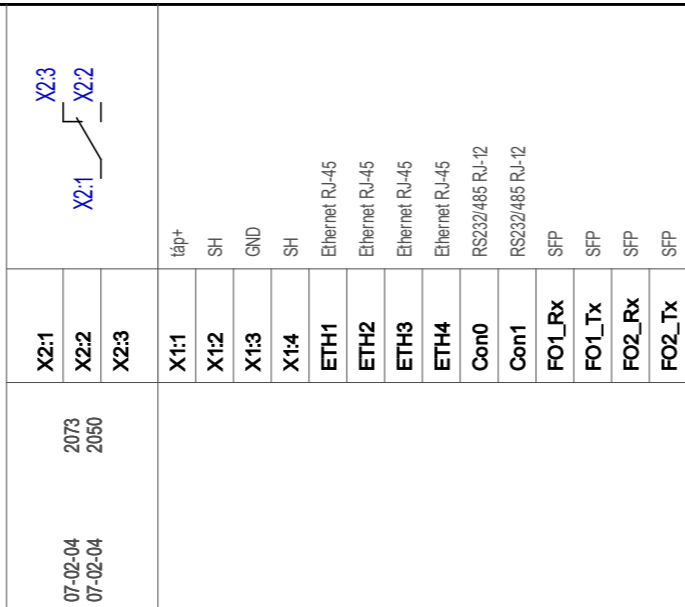 X2:3
X2:2
X2:1
X2:1
X2:2
X2:3
2073
2050
07-02-04
07-02-04
táp+
SH
GND
SH
Ethernet RJ-45
Ethernet RJ-45
Ethernet RJ-45
Ethernet RJ-45
RS232/485 RJ-12
RS232/485 RJ-12
SFP
SFP
SFP
SFP
X1:1
X1:2
X1:3
X1:4
ETH1
ETH2
ETH3
ETH4
Con0
Con1
FO1_Rx
FO1_Tx
FO2_Rx
FO2_Tx